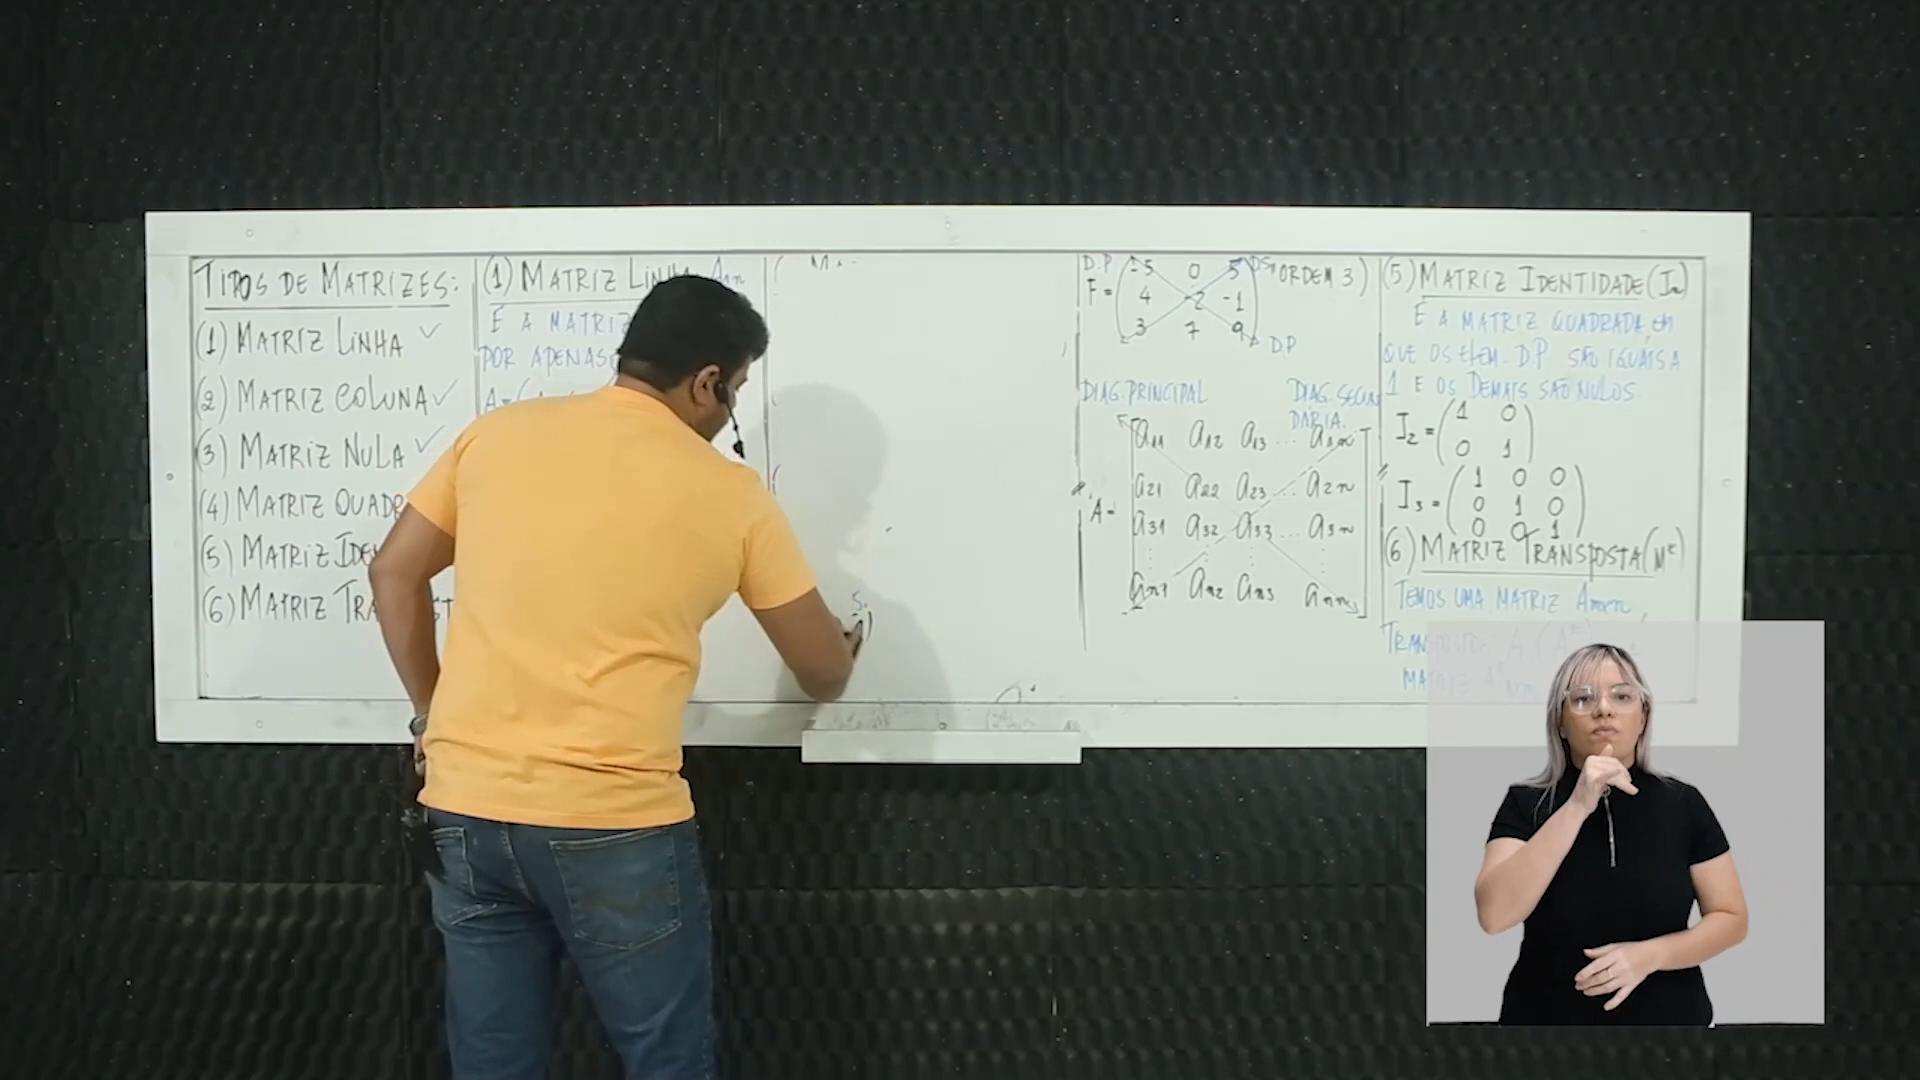 TIPOS DE MATRIZES:
(1) MATRIZ LINHA ✓
(2) MATRIZ COLUNA ✓
(3) MATRIZ NULA ✓
(4) MATRIZ QUADR
(5) MATRIZ IDE
(6) MATRIZ TRA
(1) MATRIZ LINHA
É A MATRIZ
POR APENAS
D.P
F = ( -5 0 5 ORDEM 3)
4 -2 -1
3 7 9
D.P
DIAG. PRINCIPAL
DIAG. SECUN
DÁRIA.
a11 a12 a13 ... a1n
a21 a22 a23 ... a2n
A =
a31 a32 a33 ... a3n
an1 an2 an3 ann
(5) MATRIZ IDENTIDADE (In)
É A MATRIZ QUADRADA EM
QUE OS ELEM. D.P SÃO IGUAIS A
1 E OS DEMAIS SÃO NULOS.
I2 = ( 1 0
0 1 )
I3 = ( 1 0 0
0 1 0
0 0 1 )
(6) MATRIZ TRANSPOSTA (Mt)
TEMOS UMA MATRIZ Amxn,